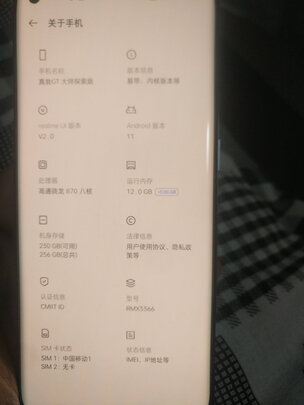 ← 关于手机
手机名称
版本信息
真我GT 大师探索版
基带、内核版本等
realme UI 版本
Android 版本
V2.0
11
处理器
运行内存
高通骁龙 870 八核
12.0 GB
机身存储
法律信息
230 GB(可用)
用户使用协议、隐私政
256 GB(总共)
策等
认证信息
型号
CMIIT ID
RMX3366
SIM 卡状态
状态信息
SIM 1：中国移动1
IMEI、IP地址等
SIM 2：无卡